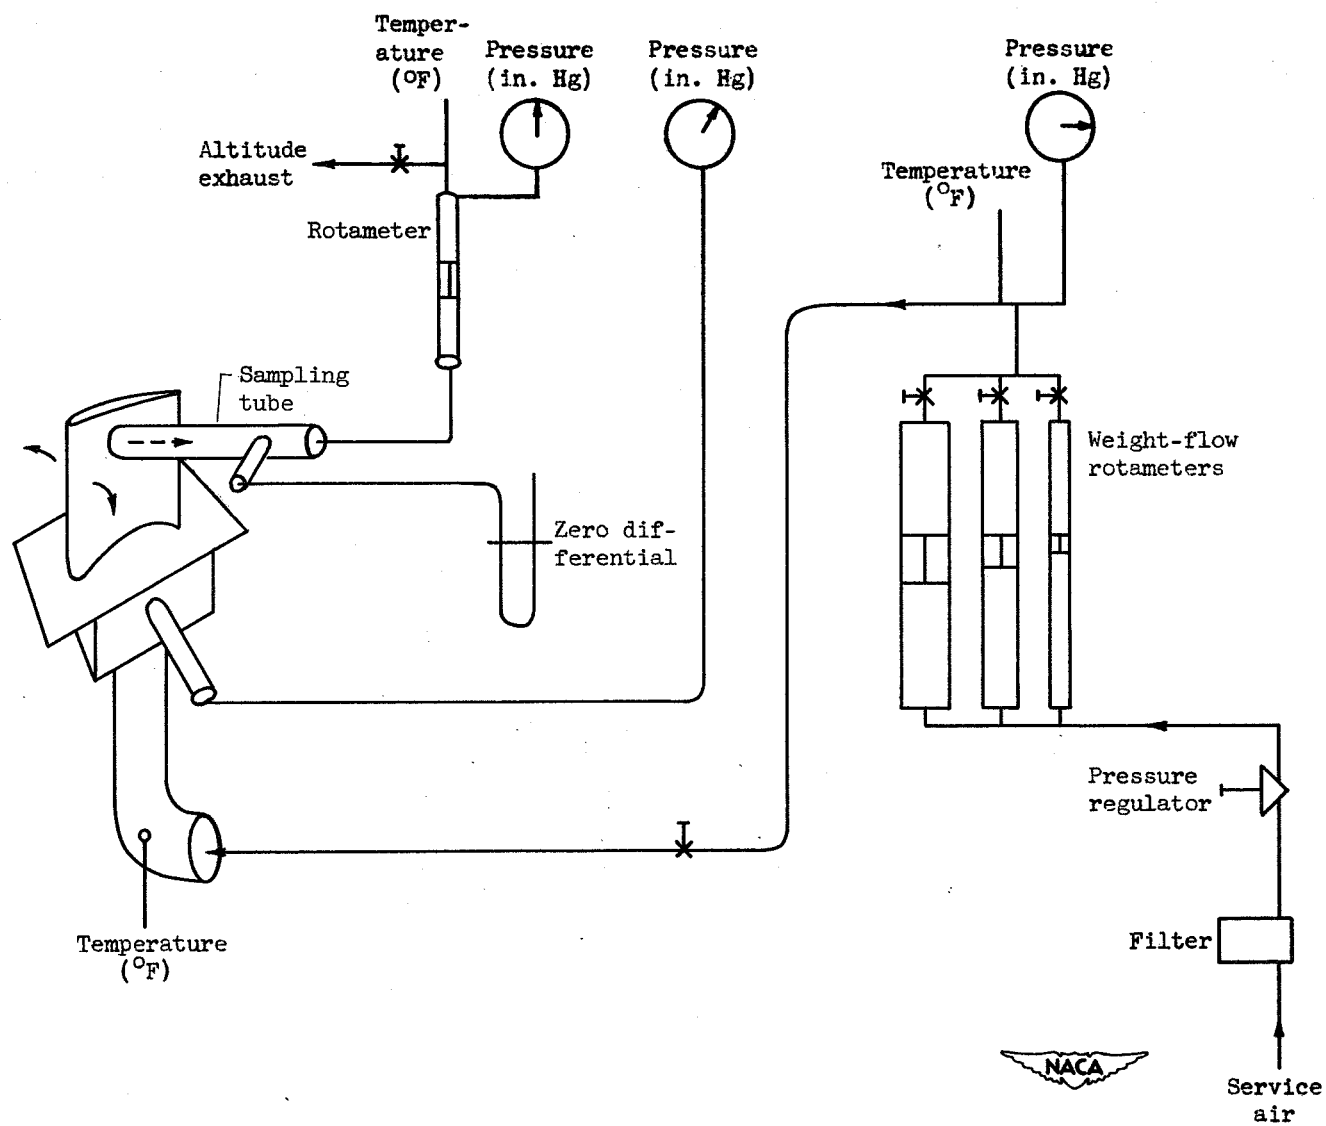 Temper-
ature
(°F)
Pressure
(in. Hg)
Pressure
(in. Hg)
Pressure
(in. Hg)
Altitude
exhaust
Temperature
(°F)
Rotameter
Sampling
tube
Weight-flow
rotameters
Zero dif-
ferential
Pressure
regulator
Temperature
(°F)
Filter
NACA
Service
air